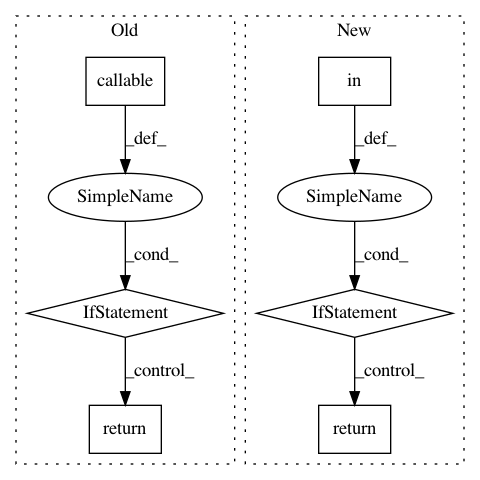 Old
callable
_def_
SimpleName
_cond_
IfStatement
_control_
return
New
in
_def_
SimpleName
_cond_
IfStatement
_control_
return